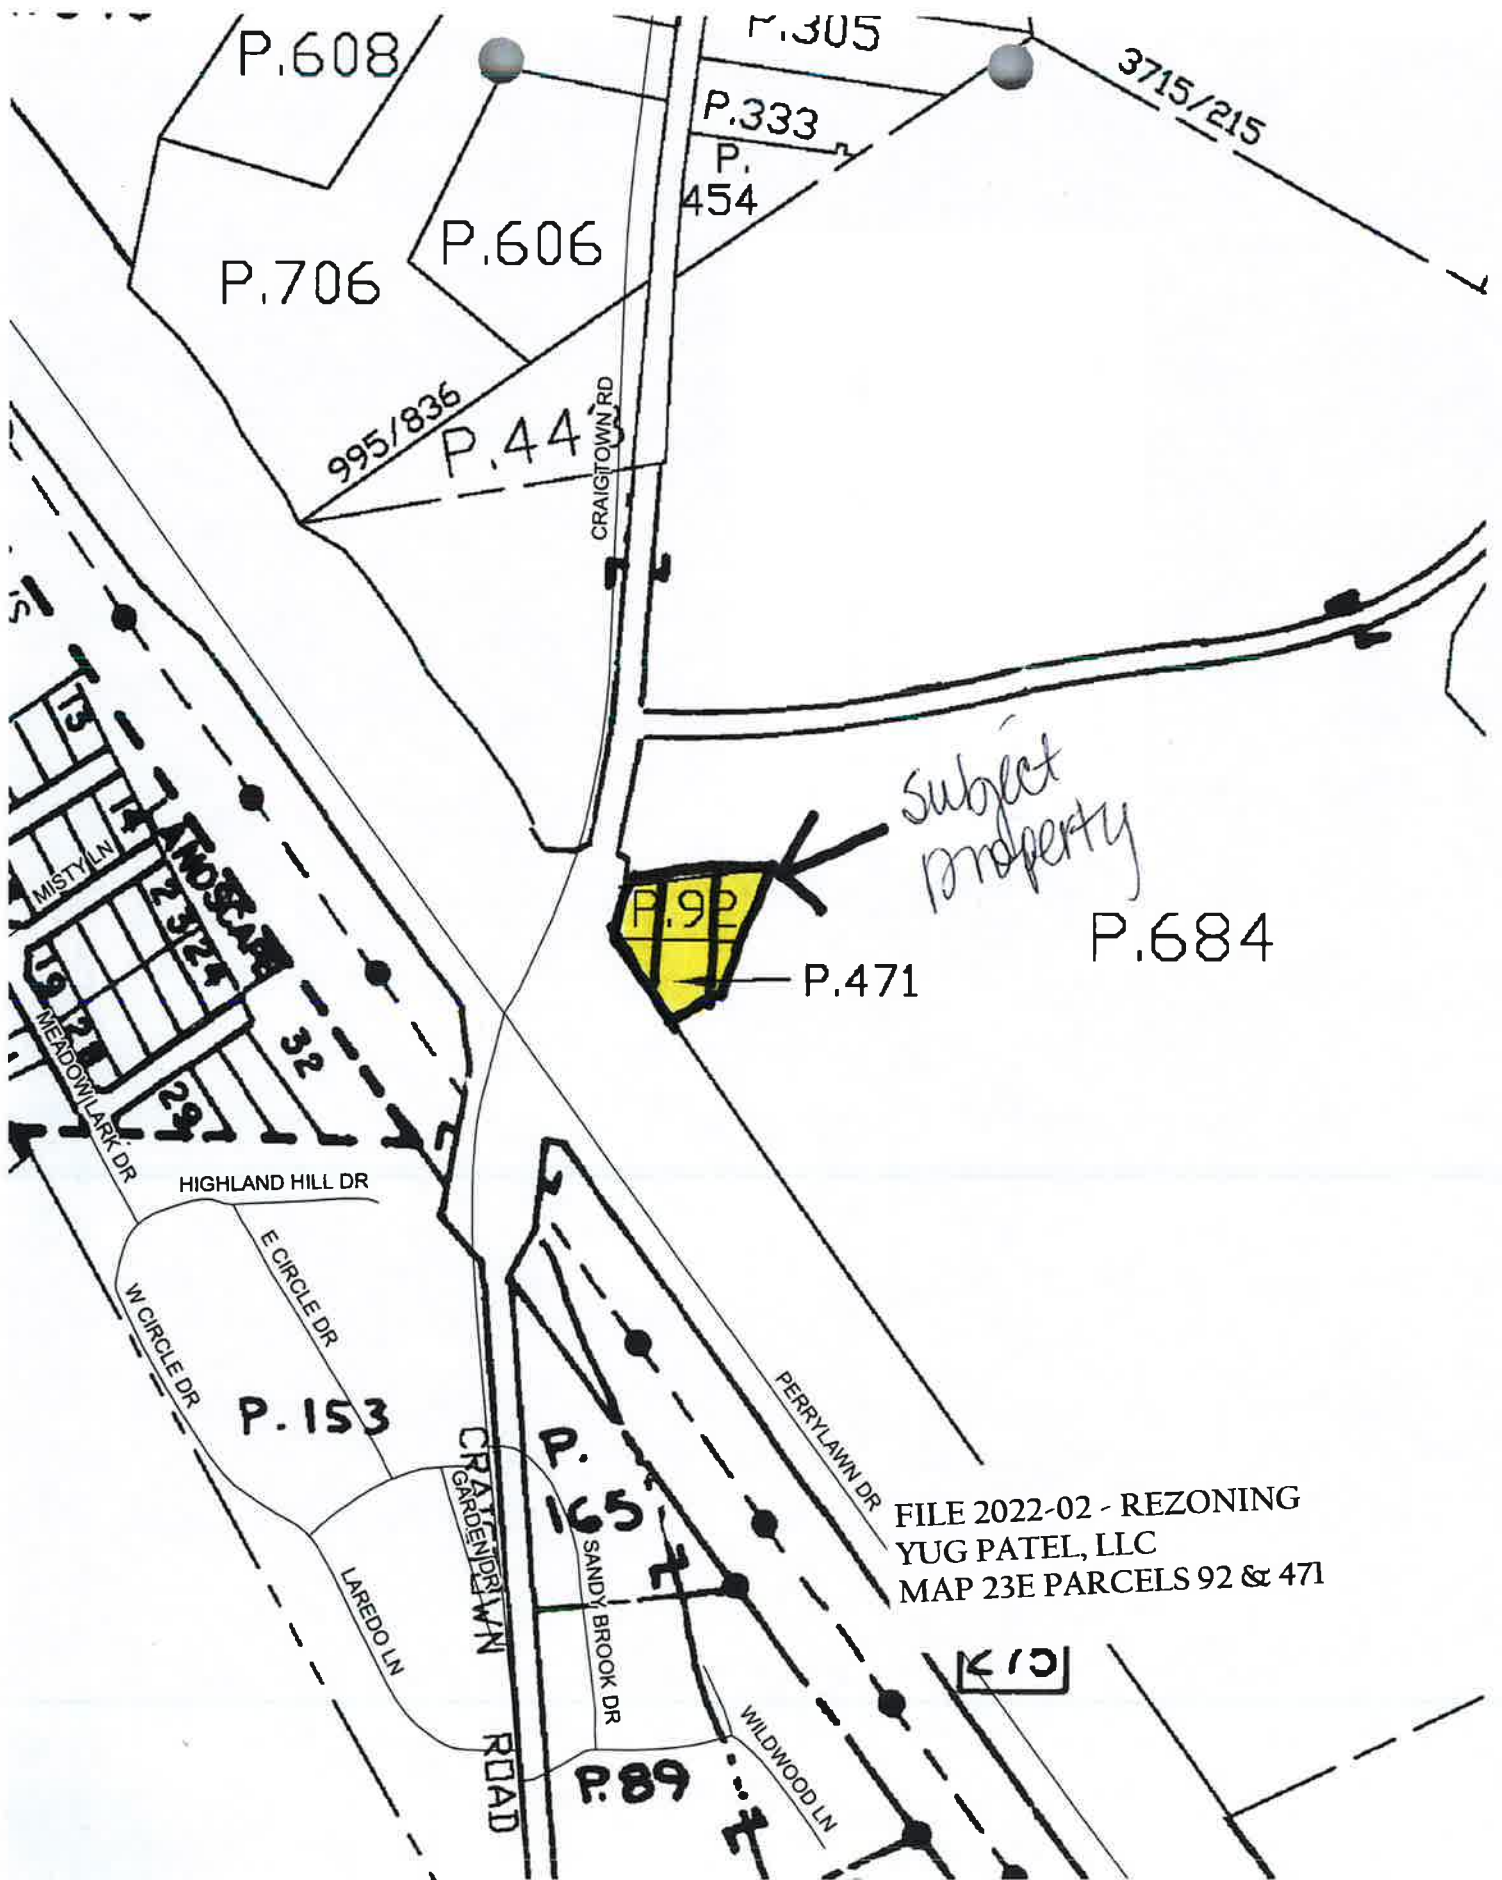 P.608
P.305
3715/215
P.333
P.
454
P.606
P.706
995/836
P.443
CRAIGTOWN RD
13
14
MISTY LN
23
24
19
21
MEADOWLARK DR
32
29
subject
property
P.92
P.684
P.471
HIGHLAND HILL DR
E CIRCLE DR
W CIRCLE DR
P.153
CRAIGTOWN
ROAD
GARDEN DR
P.
165
SANDY BROOK DR
PERRYLAWN DR
FILE 2022-02 - REZONING
YUG PATEL, LLC
MAP 23E PARCELS 92 & 471
LAREDO LN
P.89
WILDWOOD LN